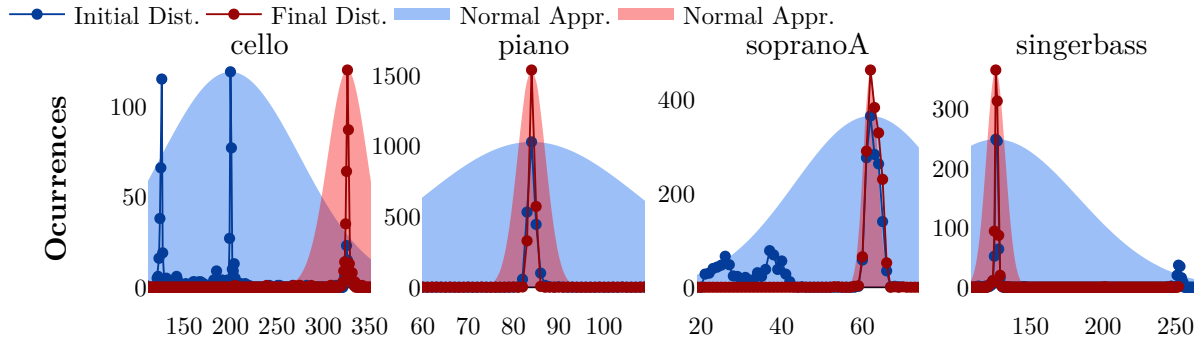 Initial Dist. Final Dist. Normal Appr. Normal Appr.
cello piano sopranoA singerbass
Ocurrences
100
50
0
150 200 250 300 350
1500
1000
500
0
60 70 80 90 100
400
200
0
20 40 60
300
200
100
0
150 200 250